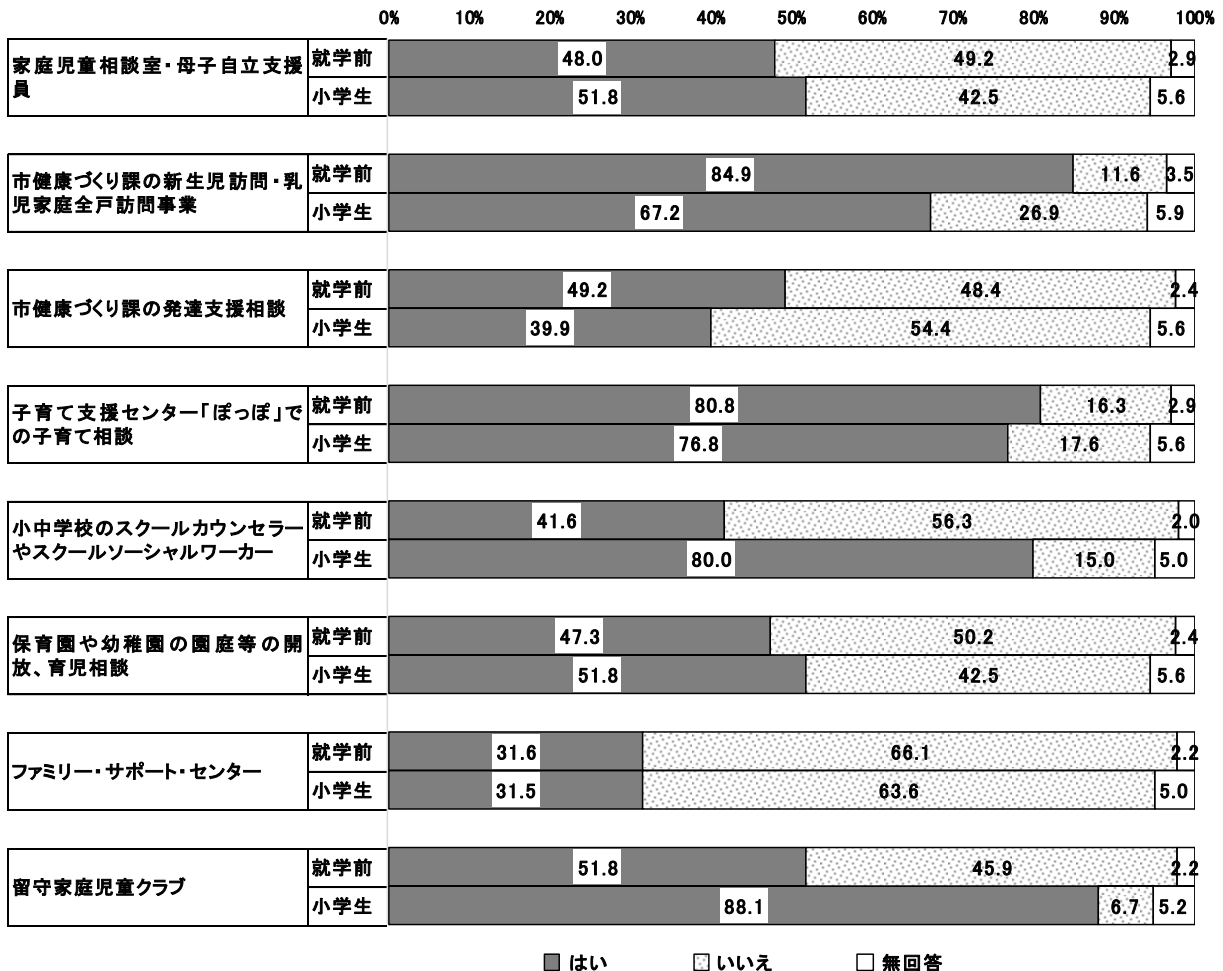 0% 10% 20% 30% 40% 50% 60% 70% 80% 90% 100%
家庭児童相談室・母子自立支援
員
就学前 48.0 49.2 2.9
小学生 51.8 42.5 5.6
市健康づくり課の新生児訪問・乳
児家庭全戸訪問事業
就学前 84.9 11.6 3.5
小学生 67.2 26.9 5.9
市健康づくり課の発達支援相談
就学前 49.2 48.4 2.4
小学生 39.9 54.4 5.6
子育て支援センター「ぽっぽ」で
の子育て相談
就学前 80.8 16.3 2.9
小学生 76.8 17.6 5.6
小中学校のスクールカウンセラー
やスクールソーシャルワーカー
就学前 41.6 56.3 2.0
小学生 80.0 15.0 5.0
保育園や幼稚園の園庭等の開
放、育児相談
就学前 47.3 50.2 2.4
小学生 51.8 42.5 5.6
ファミリー・サポート・センター
就学前 31.6 66.1 2.2
小学生 31.5 63.6 5.0
留守家庭児童クラブ
就学前 51.8 45.9 2.2
小学生 88.1 6.7 5.2
はい いいえ 無回答